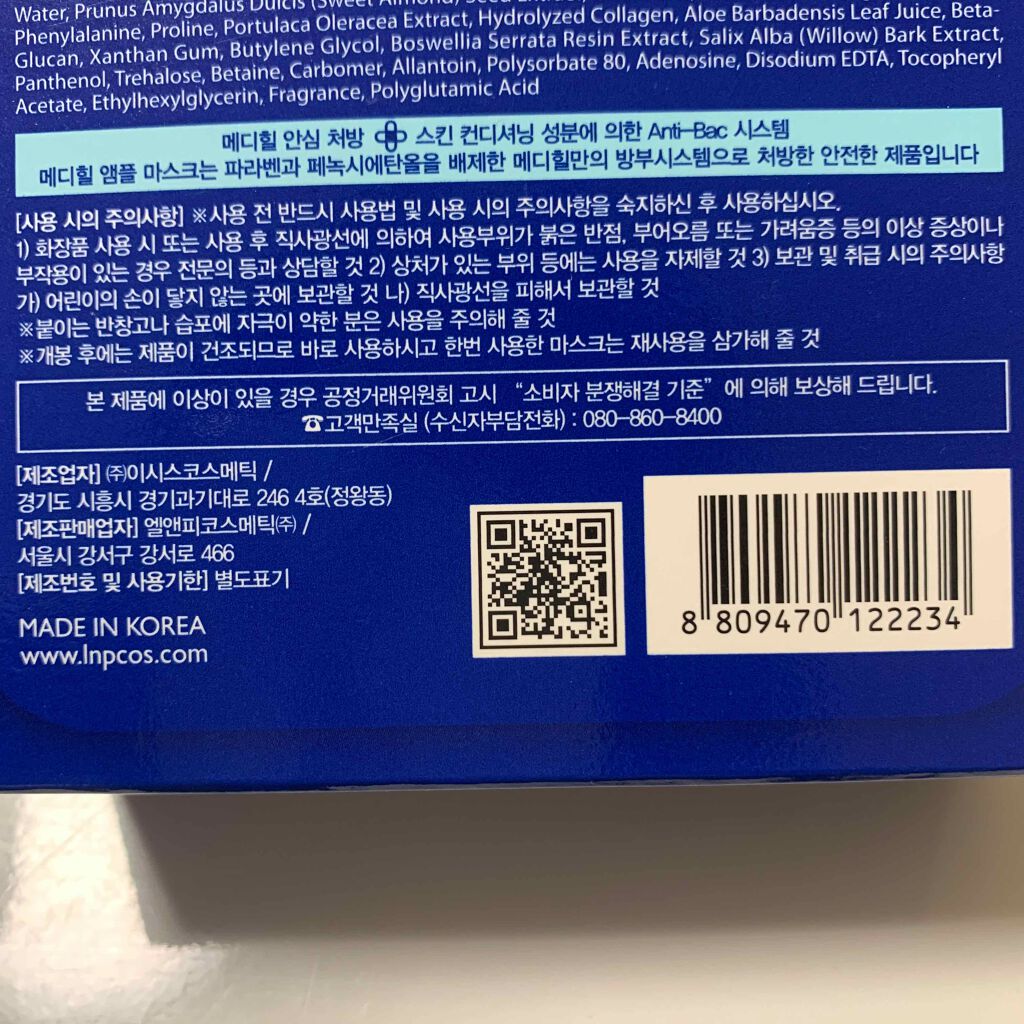 Water, Prunus Amygdalus Dulcis (Sweet Almond) Seed Extract,
Phenylalanine, Proline, Portulaca Oleracea Extract, Hydrolyzed Collagen, Aloe Barbadensis Leaf Juice, Beta-
Glucan, Xanthan Gum, Butylene Glycol, Boswellia Serrata Resin Extract, Salix Alba (Willow) Bark Extract,
Panthenol, Trehalose, Betaine, Carbomer, Allantoin, Polysorbate 80, Adenosine, Disodium EDTA, Tocopheryl
Acetate, Ethylhexylglycerin, Fragrance, Polyglutamic Acid
메디힐 안심 처방 스킨 컨디셔닝 성분에 의한 Anti-Bac 시스템
메디힐 앰플 마스크는 파라벤과 페녹시에탄올을 배제한 메디힐만의 방부시스템으로 처방한 안전한 제품입니다
[사용 시의 주의사항] ※사용 전 반드시 사용법 및 사용 시의 주의사항을 숙지하신 후 사용하십시오.
1) 화장품 사용 시 또는 사용 후 직사광선에 의하여 사용부위가 붉은 반점, 부어오름 또는 가려움증 등의 이상 증상이나
부작용이 있는 경우 전문의 등과 상담할 것 2) 상처가 있는 부위 등에는 사용을 자제할 것 3) 보관 및 취급 시의 주의사항
가) 어린이의 손이 닿지 않는 곳에 보관할 것 나) 직사광선을 피해서 보관할 것
※붙이는 반창고나 습포에 자극이 약한 분은 사용을 주의해 줄 것
※개봉 후에는 제품이 건조되므로 바로 사용하시고 한번 사용한 마스크는 재사용을 삼가해 줄 것
본 제품에 이상이 있을 경우 공정거래위원회 고시 “소비자 분쟁해결 기준”에 의해 보상해 드립니다.
☎고객만족실 (수신자부담전화) : 080-860-8400
[제조업자] ㈜이시스코스메틱 /
경기도 시흥시 경기과기대로 246 4호(정왕동)
[제조판매업자] 엘앤피코스메틱㈜ /
서울시 강서구 강서로 466
[제조번호 및 사용기한] 별도표기
MADE IN KOREA
www.lnpcos.com
8 809470 122234